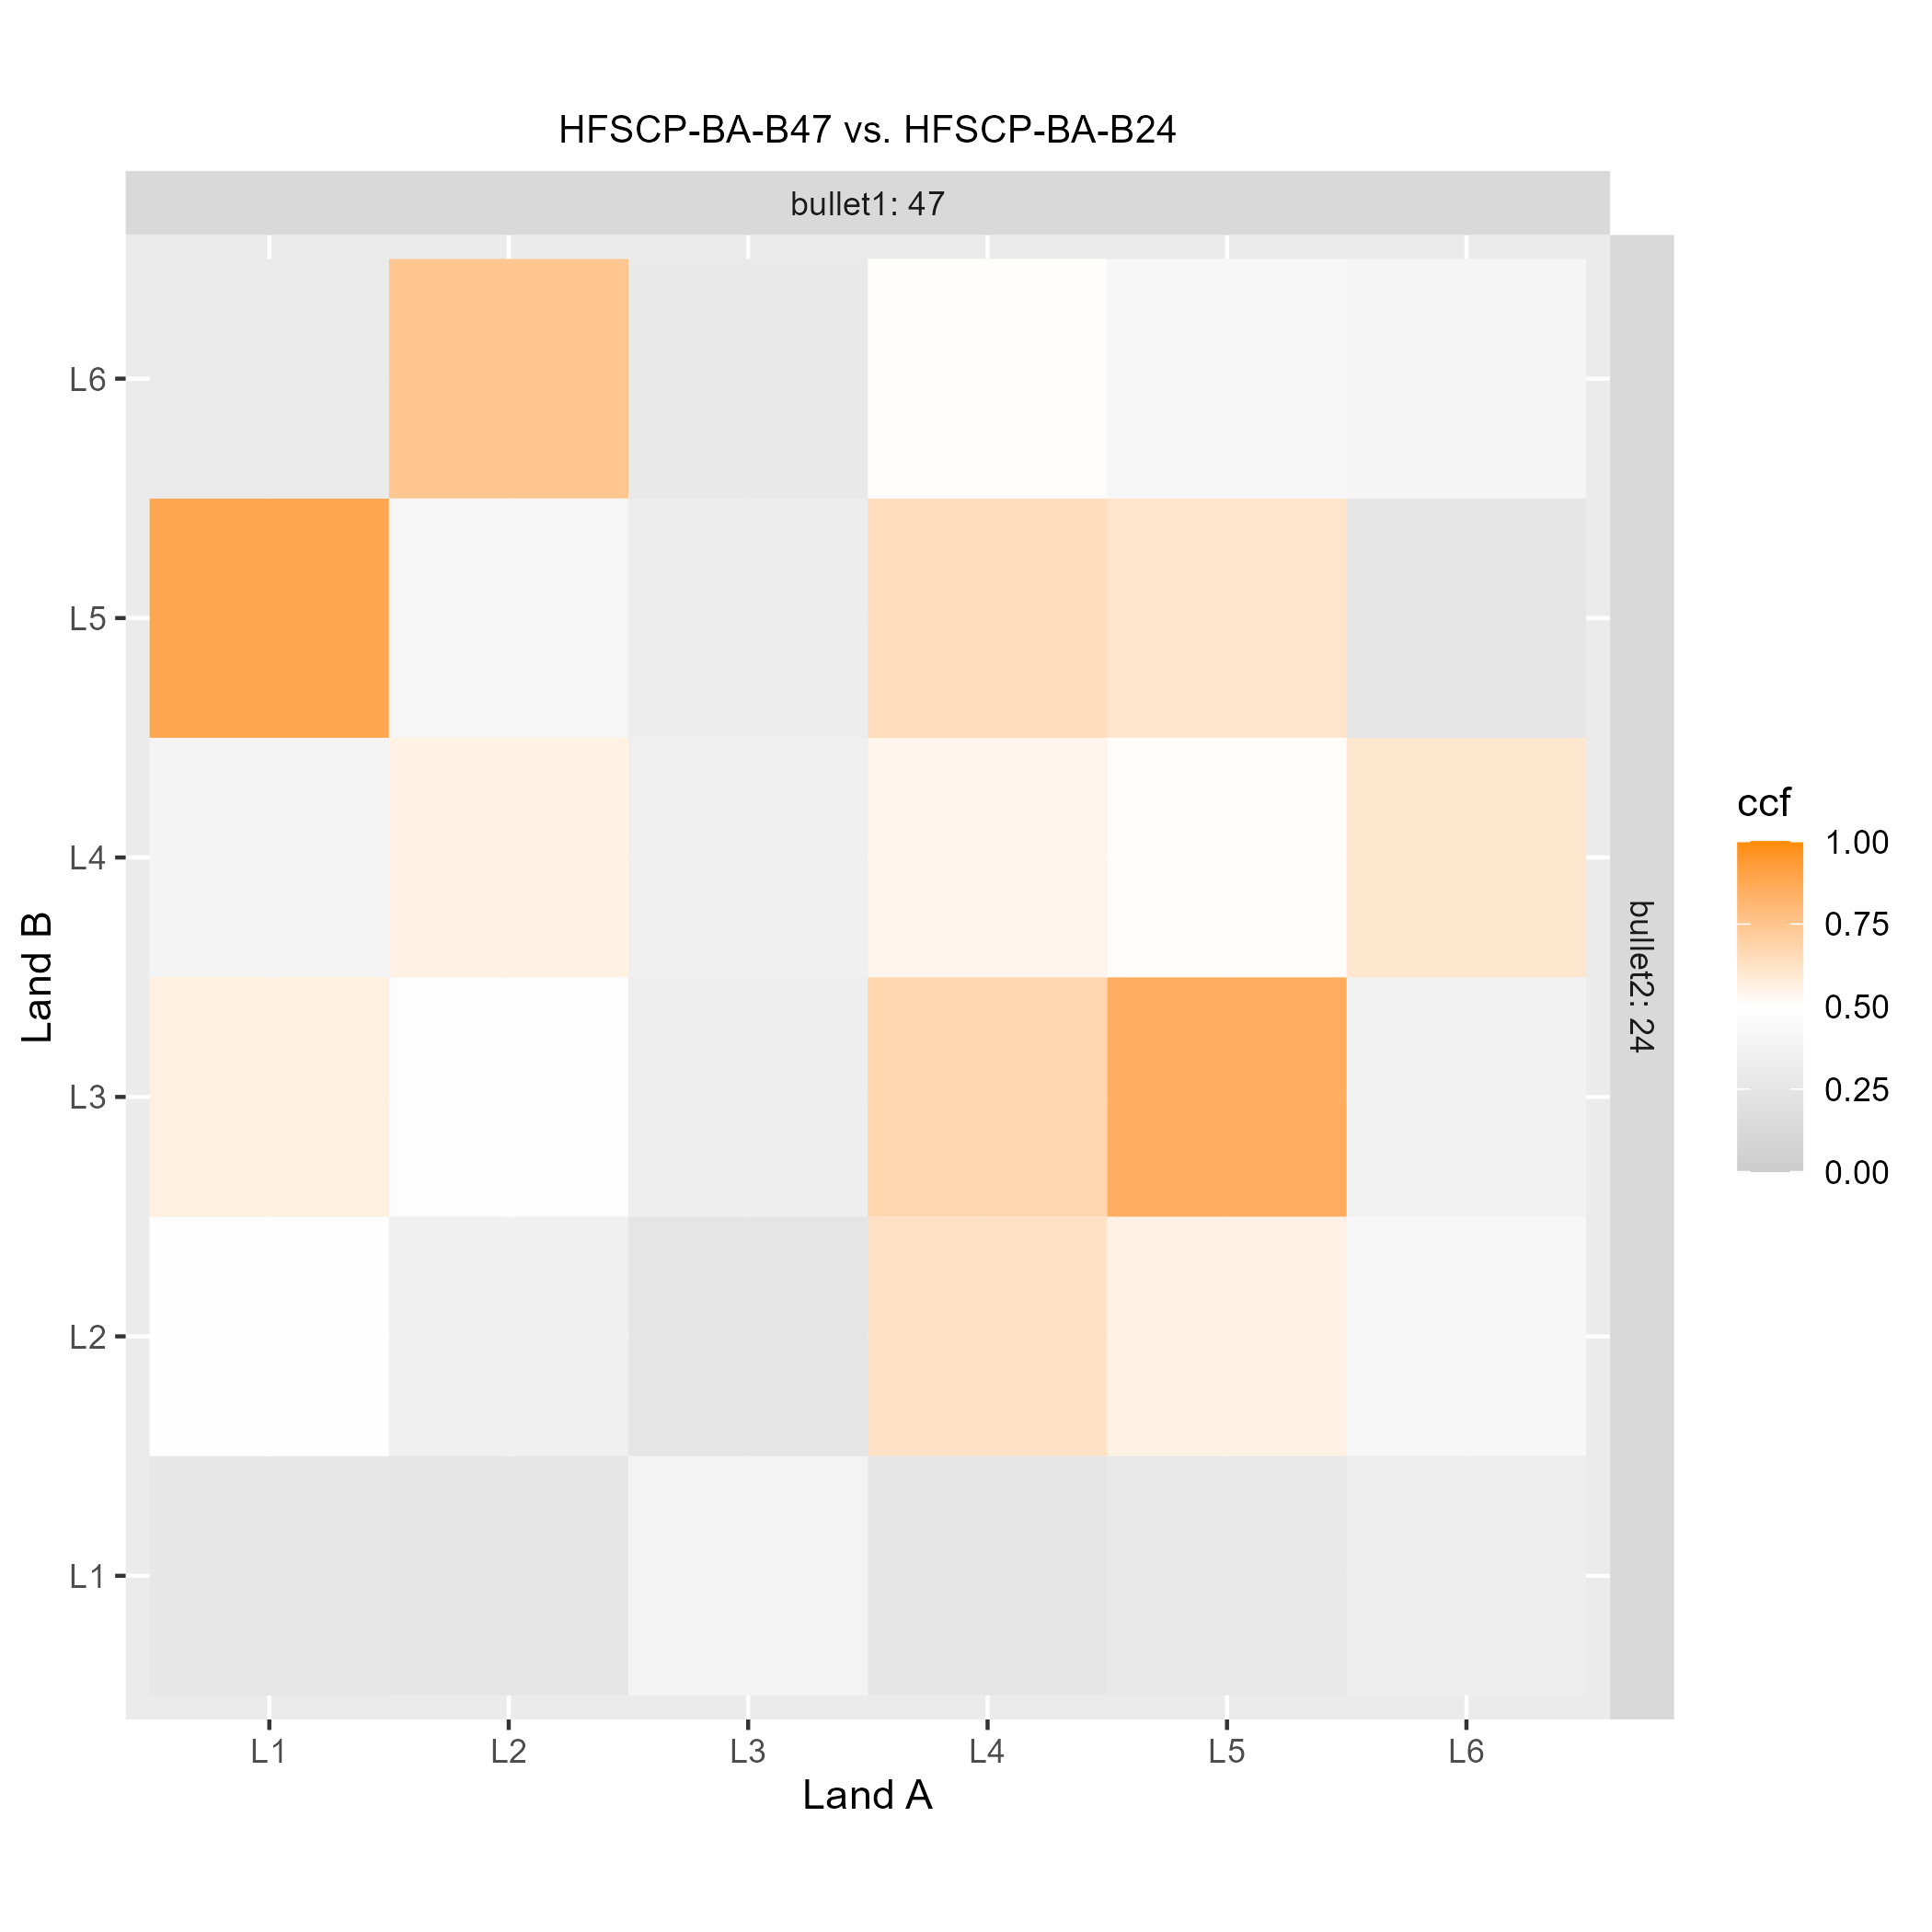 HFSCP-BA-B47 vs. HFSCP-BA-B24
bullet1: 47
L6
L5
L4
L3
L2
L1
Land B
bullet2: 24
L1 L2 L3 L4 L5 L6
Land A
ccf
1.00
0.75
0.50
0.25
0.00